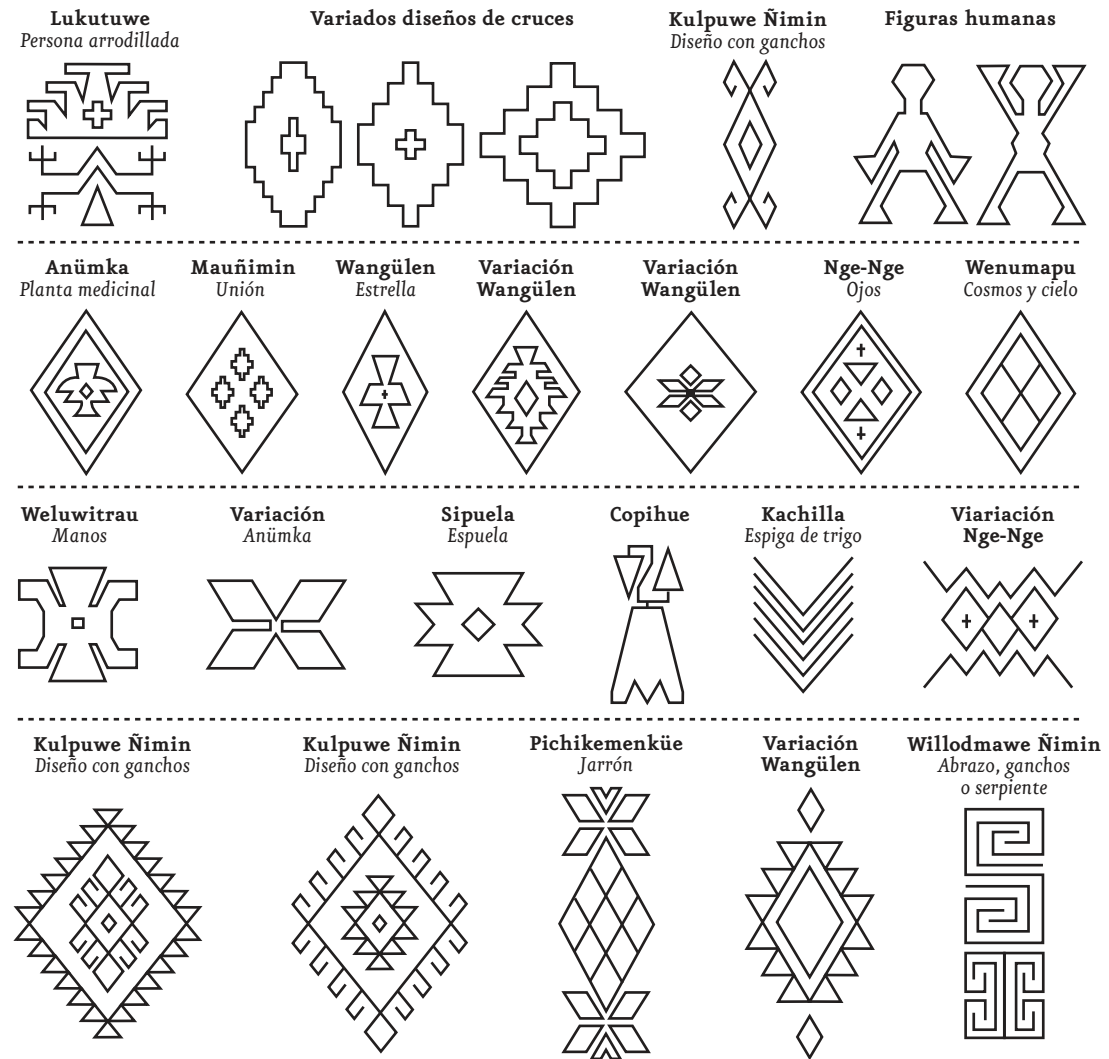 Lukutuwe
Persona arrodillada
Variados diseños de cruces
Kulpuwe Ñimin
Diseño con ganchos
Figuras humanas
Anümka
Planta medicinal
Mauñimin
Unión
Wangülen
Estrella
Variación
Wangülen
Variación
Wangülen
Nge-Nge
Ojos
Wenumapu
Cosmos y cielo
Weluwitrau
Manos
Variación
Anümka
Sipuela
Espuela
Copihue
Kachilla
Espiga de trigo
Viariación
Nge-Nge
Kulpuwe Ñimin
Diseño con ganchos
Kulpuwe Ñimin
Diseño con ganchos
Pichikemenküe
Jarrón
Variación
Wangülen
Willodmawe Ñimin
Abrazo, ganchos
o serpiente